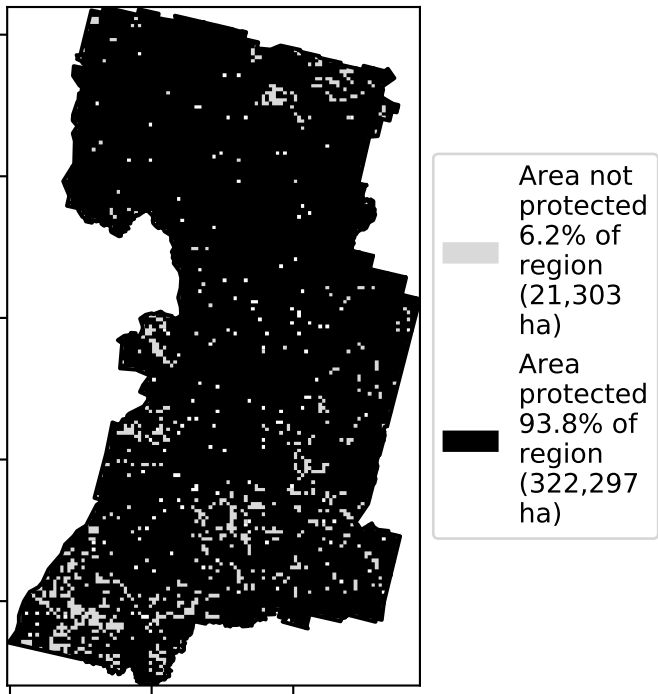 Area not
protected
6.2% of
region
(21,303
ha)
Area
protected
93.8% of
region
(322,297
ha)